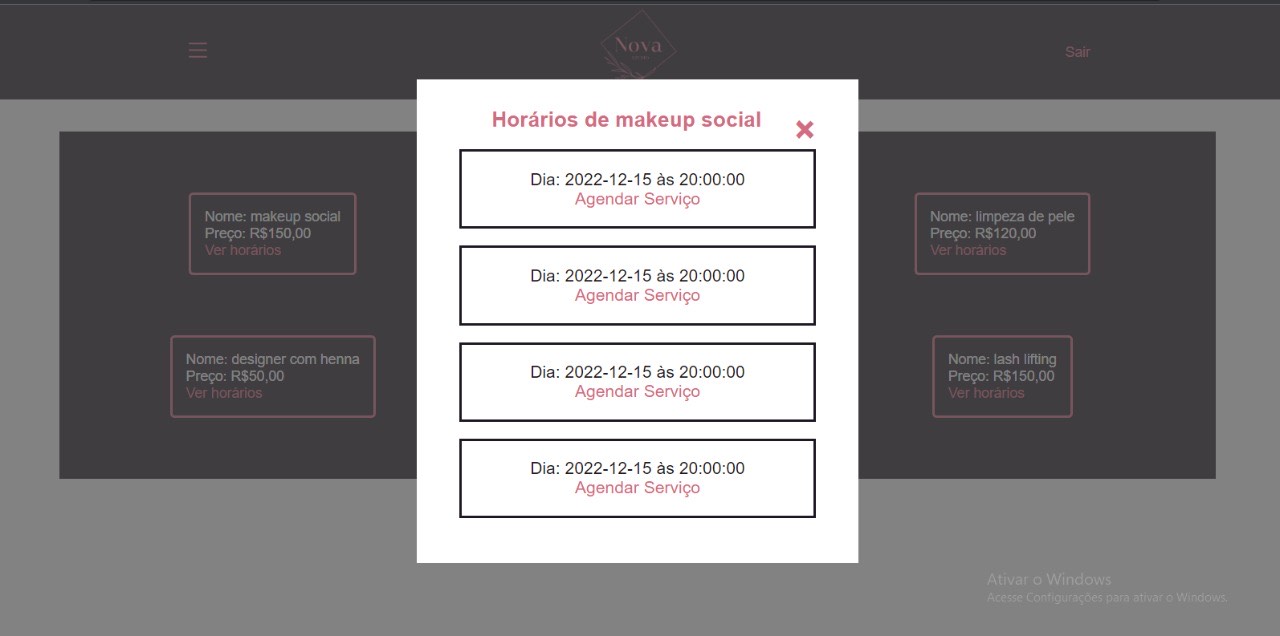 Nova
Sair
Horários de makeup social
Dia: 2022-12-15 às 20:00:00
Agendar Serviço
Dia: 2022-12-15 às 20:00:00
Agendar Serviço
Dia: 2022-12-15 às 20:00:00
Agendar Serviço
Dia: 2022-12-15 às 20:00:00
Agendar Serviço
Nome: makeup social
Preço: R$150,00
Ver horários
Nome: limpeza de pele
Preço: R$120,00
Ver horários
Nome: designer com henna
Preço: R$50,00
Ver horários
Nome: lash lifting
Preço: R$150,00
Ver horários
Ativar o Windows
Acesse Configurações para ativar o Windows.